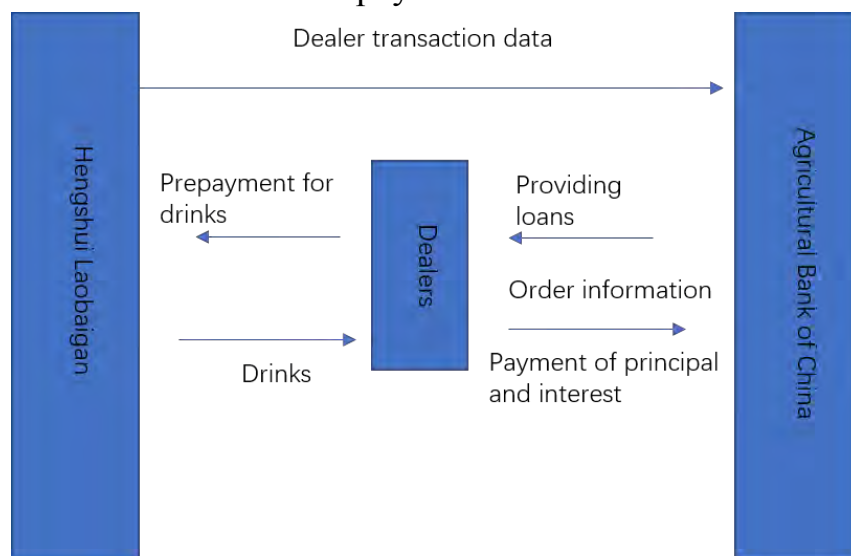 Dealer transaction data
Hengshui Laobaigan
Prepayment for
drinks
Drinks
Dealers
Providing
loans
Order information
Payment of principal
and interest
Agricultural Bank of China